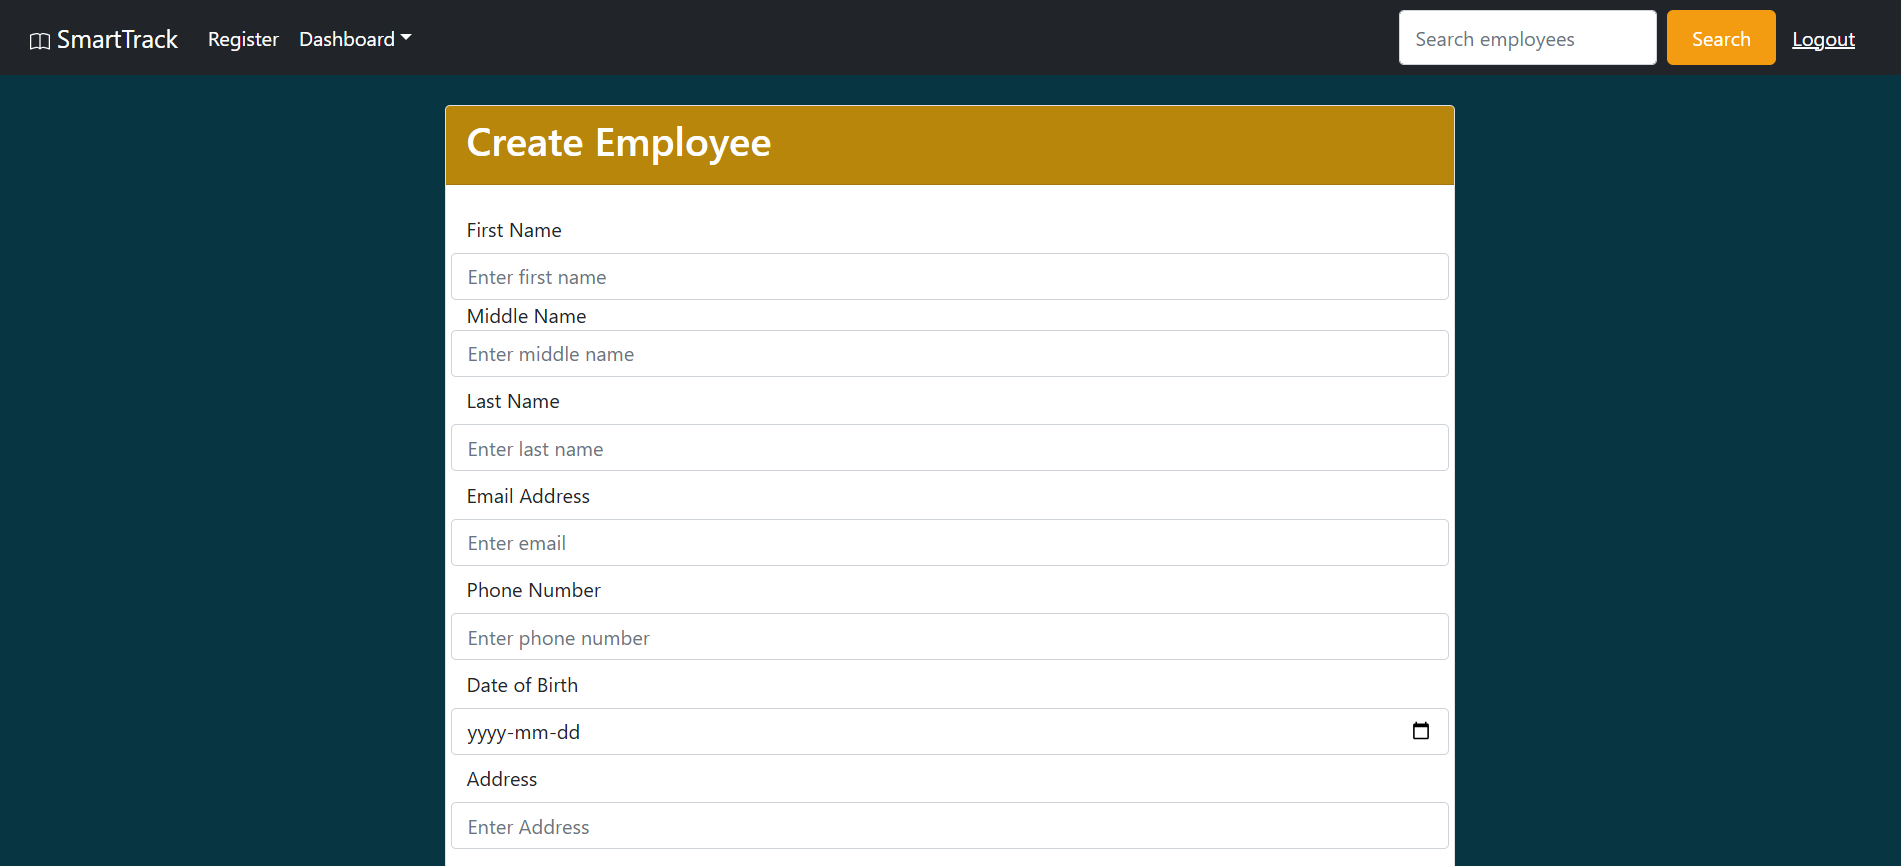 SmartTrack Register Dashboard Search employees Search Logout
Create Employee
First Name
Enter first name
Middle Name
Enter middle name
Last Name
Enter last name
Email Address
Enter email
Phone Number
Enter phone number
Date of Birth
yyyy-mm-dd
Address
Enter Address